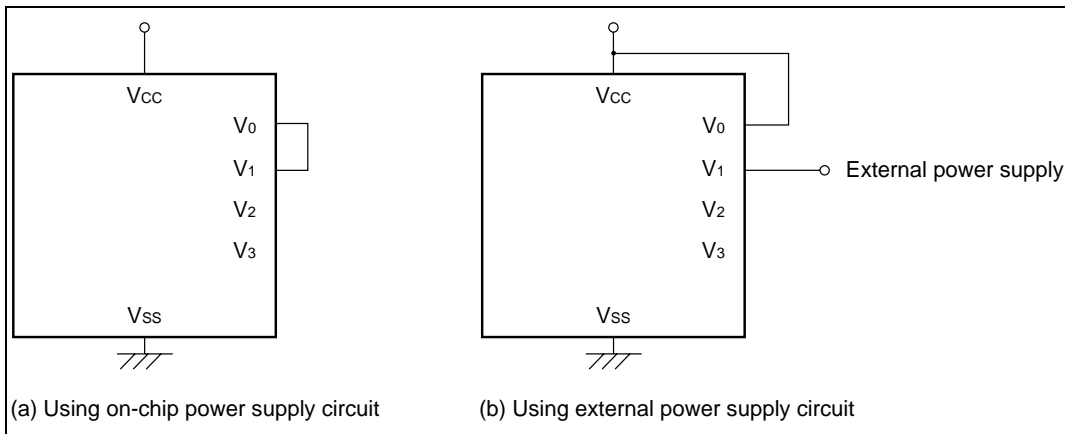 VCC
V0
V1
V2
V3
VSS
(a) Using on-chip power supply circuit
VCC
V0
V1
External power supply
V2
V3
VSS
(b) Using external power supply circuit